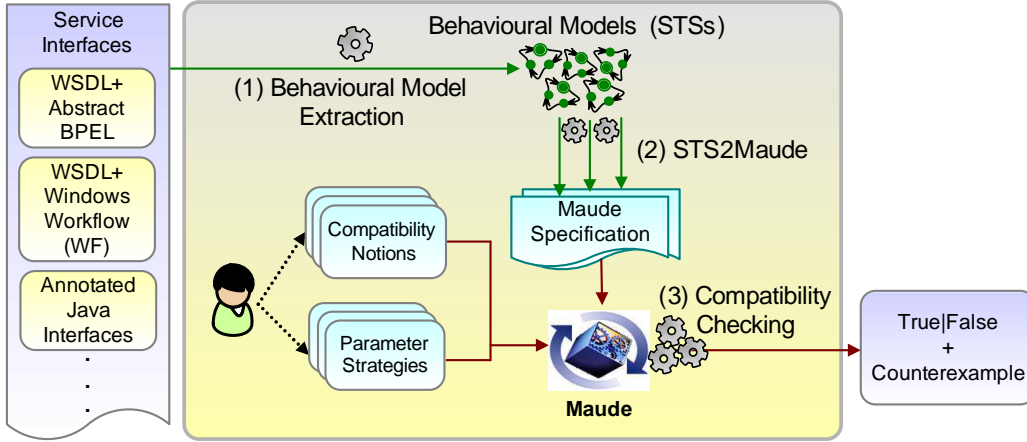 Service
Interfaces
WSDL+
Abstract
BPEL
WSDL+
Windows
Workflow
(WF)
Annotated
Java
Interfaces
.
.
.
Behavioural Models (STSs)
(1) Behavioural Model
Extraction
(2) STS2Maude
Maude
Specification
Compatibility
Notions
Parameter
Strategies
(3) Compatibility
Checking
Maude
True|False
+
Counterexample